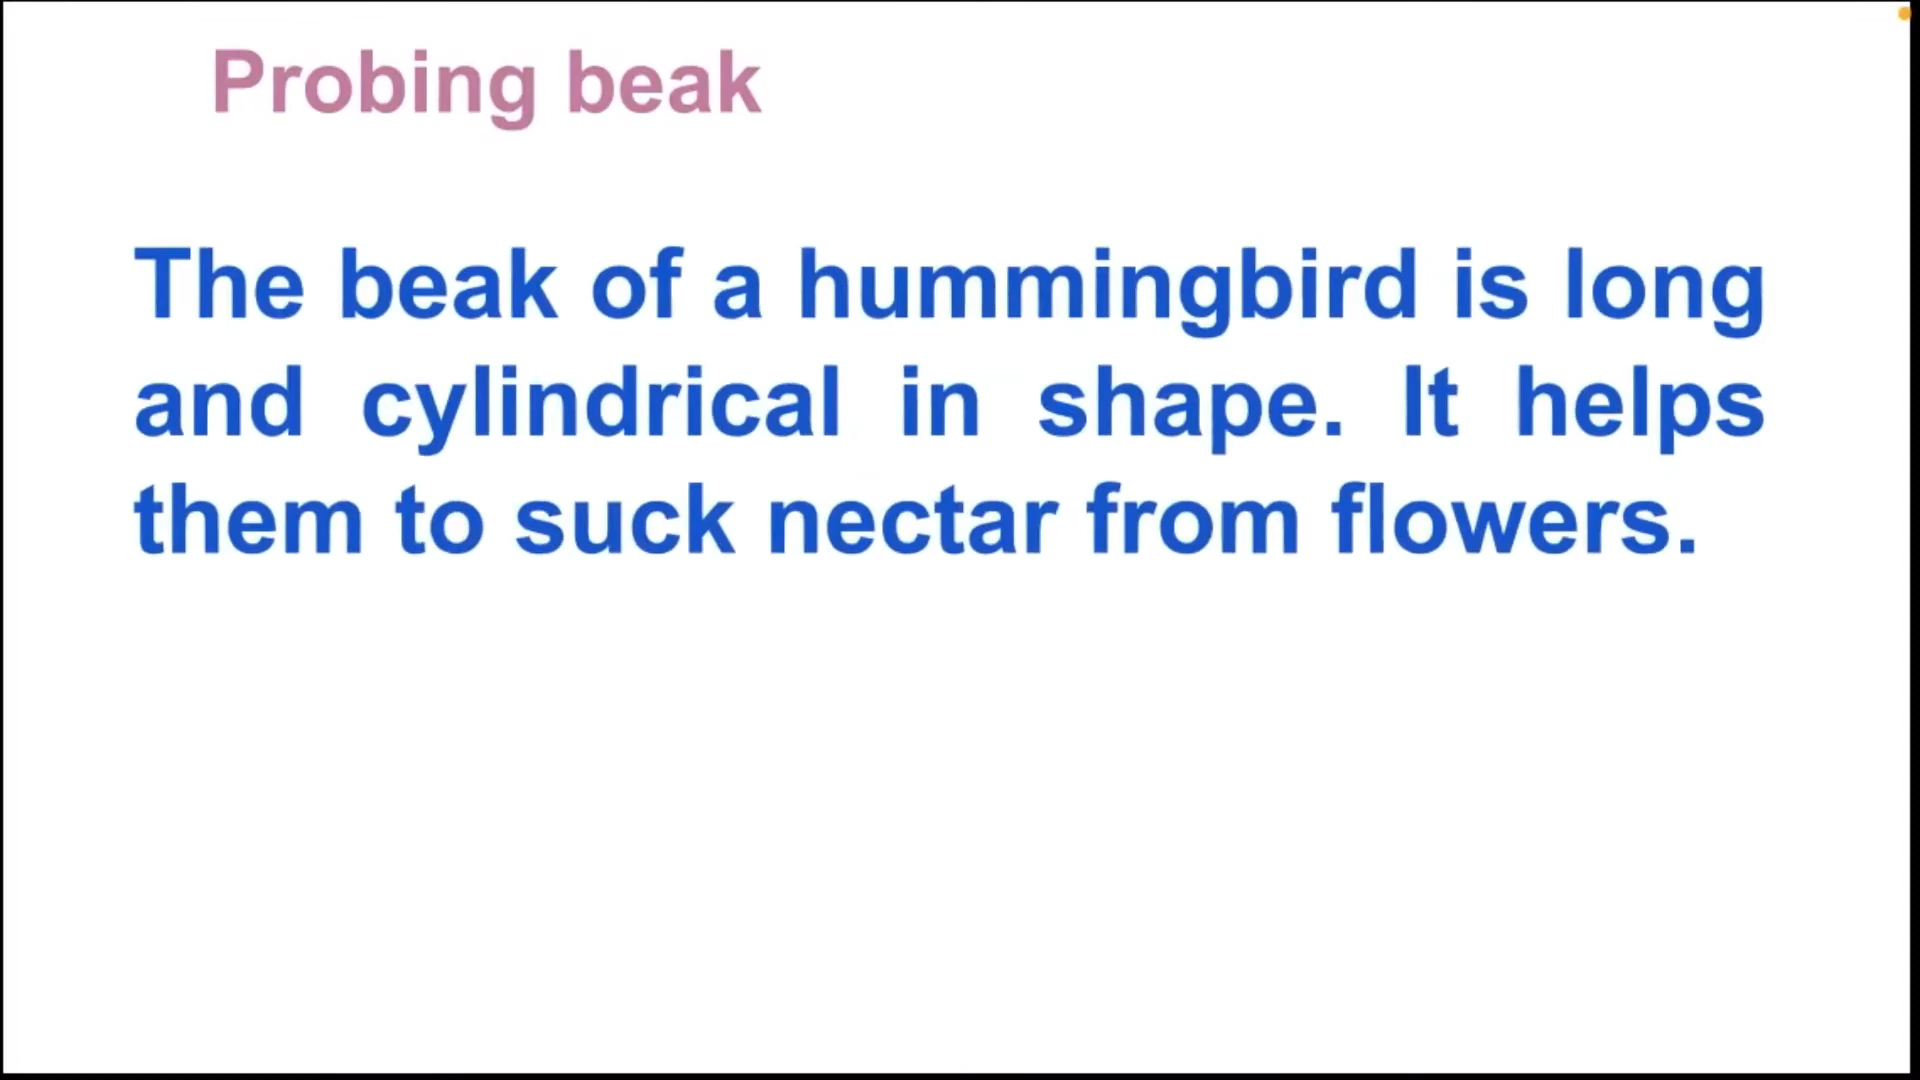 Probing beak
The beak of a hummingbird is long
and cylindrical in shape. It helps
them to suck nectar from flowers.